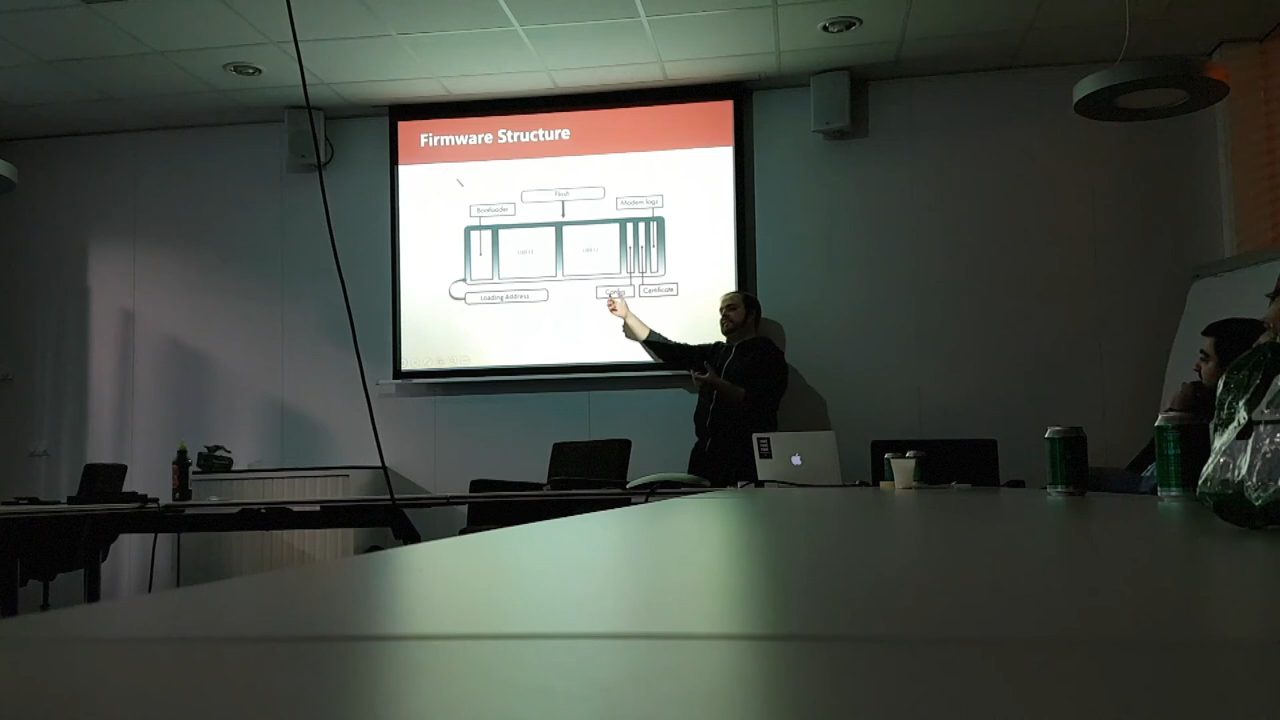 Firmware Structure
Flash
Bootloader
Modem logs
Config
Certificate
Loading Address